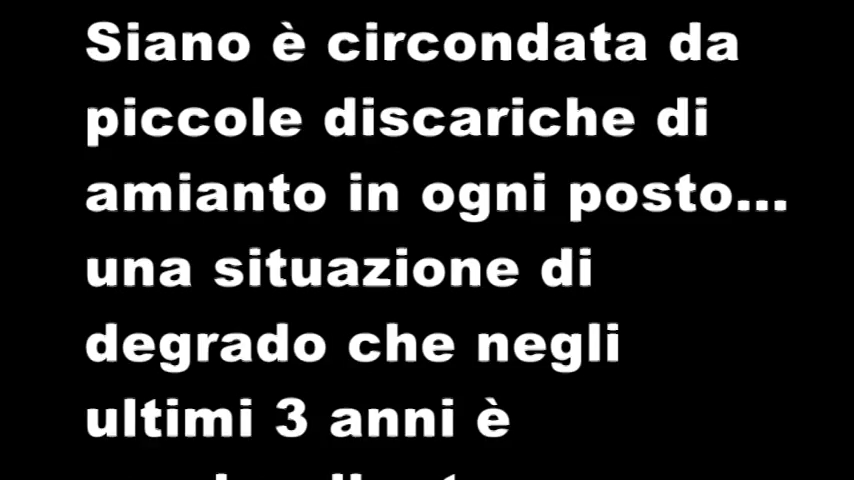 Siano è circondata da
piccole discariche di
amianto in ogni posto...
una situazione di
degrado che negli
ultimi 3 anni è